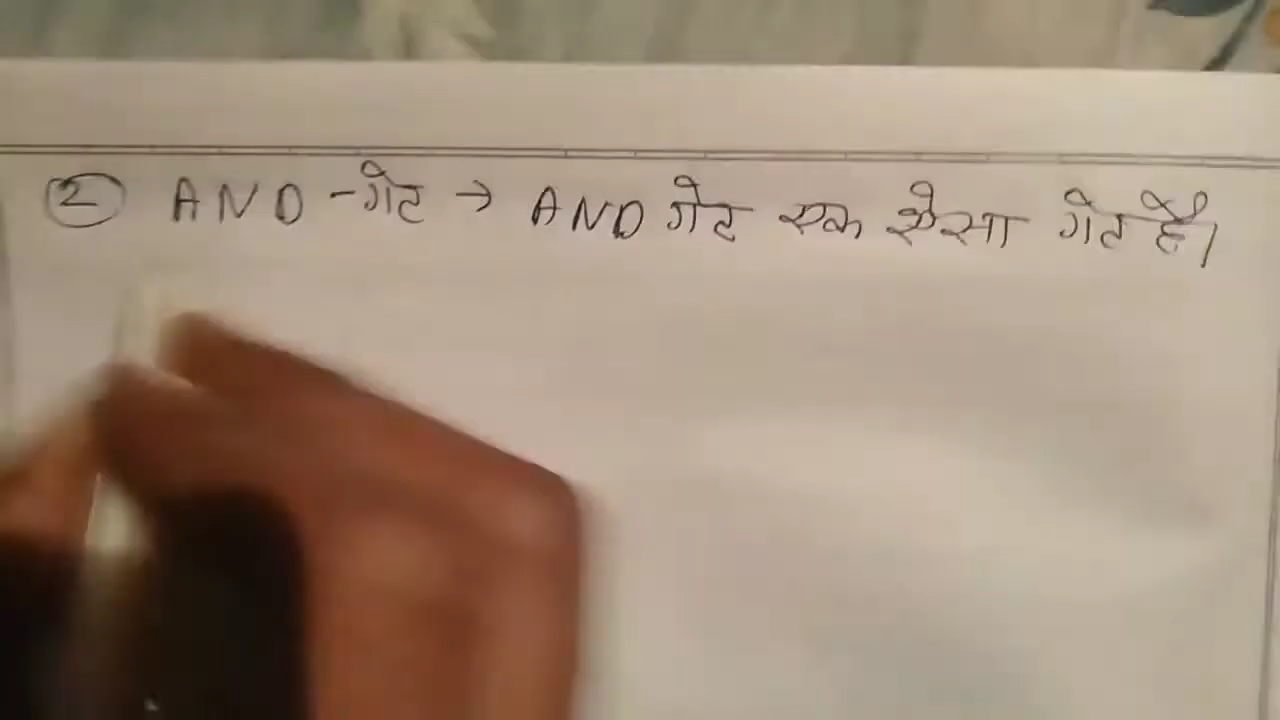 ② AND-गेट → AND गेट एक ऐसा गेट है।